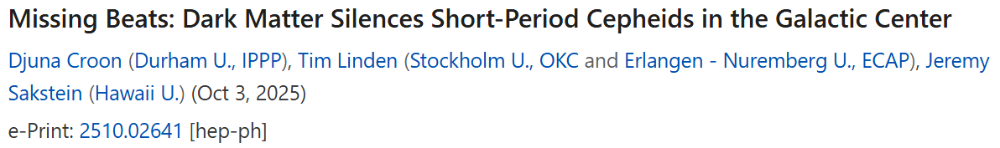 Missing Beats: Dark Matter Silences Short-Period Cepheids in the Galactic Center
Djuna Croon (Durham U., IPPP), Tim Linden (Stockholm U., OKC and Erlangen - Nuremberg U., ECAP), Jeremy
Sakstein (Hawaii U.) (Oct 3, 2025)
e-Print: 2510.02641 [hep-ph]